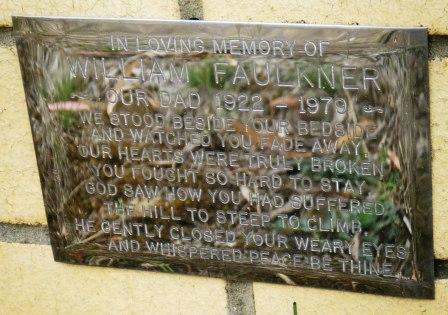 IN LOVING MEMORY OF
WILLIAM FAULKNER
~ OUR DAD 1922 - 1979 ~
WE STOOD BESIDE YOUR BEDSIDE
AND WATCHED YOU FADE AWAY
OUR HEARTS WERE TRULY BROKEN
YOU FOUGHT SO HARD TO STAY
GOD SAW HOW YOU HAD SUFFERED
THE HILL TO STEEP TO CLIMB
HE GENTLY CLOSED YOUR WEARY EYES
AND WHISPERED PEACE BE THINE